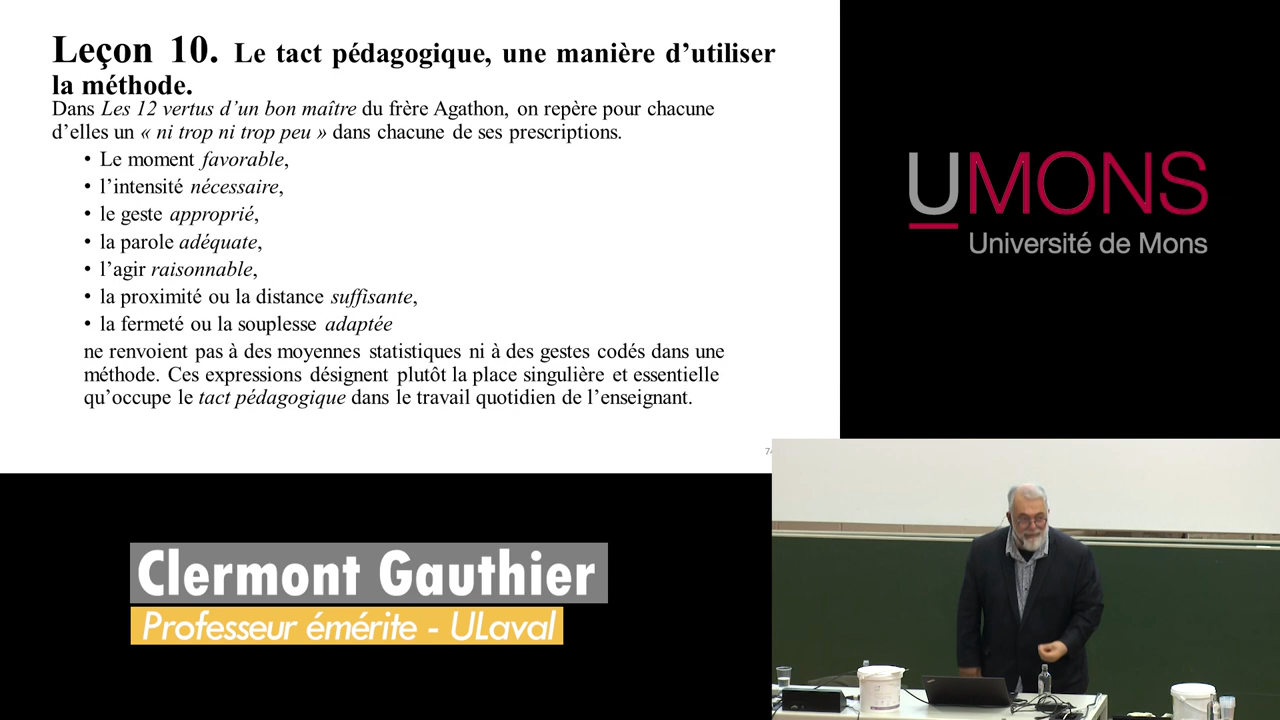 Leçon 10. Le tact pédagogique, une manière d’utiliser
la méthode.
Dans Les 12 vertus d’un bon maître du frère Agathon, on repère pour chacune
d’elles un « ni trop ni trop peu » dans chacune de ses prescriptions.
• Le moment favorable,
• l’intensité nécessaire,
• le geste approprié,
• la parole adéquate,
• l’agir raisonnable,
• la proximité ou la distance suffisante,
• la fermeté ou la souplesse adaptée
ne renvoient pas à des moyennes statistiques ni à des gestes codés dans une
méthode. Ces expressions désignent plutôt la place singulière et essentielle
qu’occupe le tact pédagogique dans le travail quotidien de l’enseignant.
UMONS
Université de Mons
Clermont Gauthier
Professeur émérite - ULaval